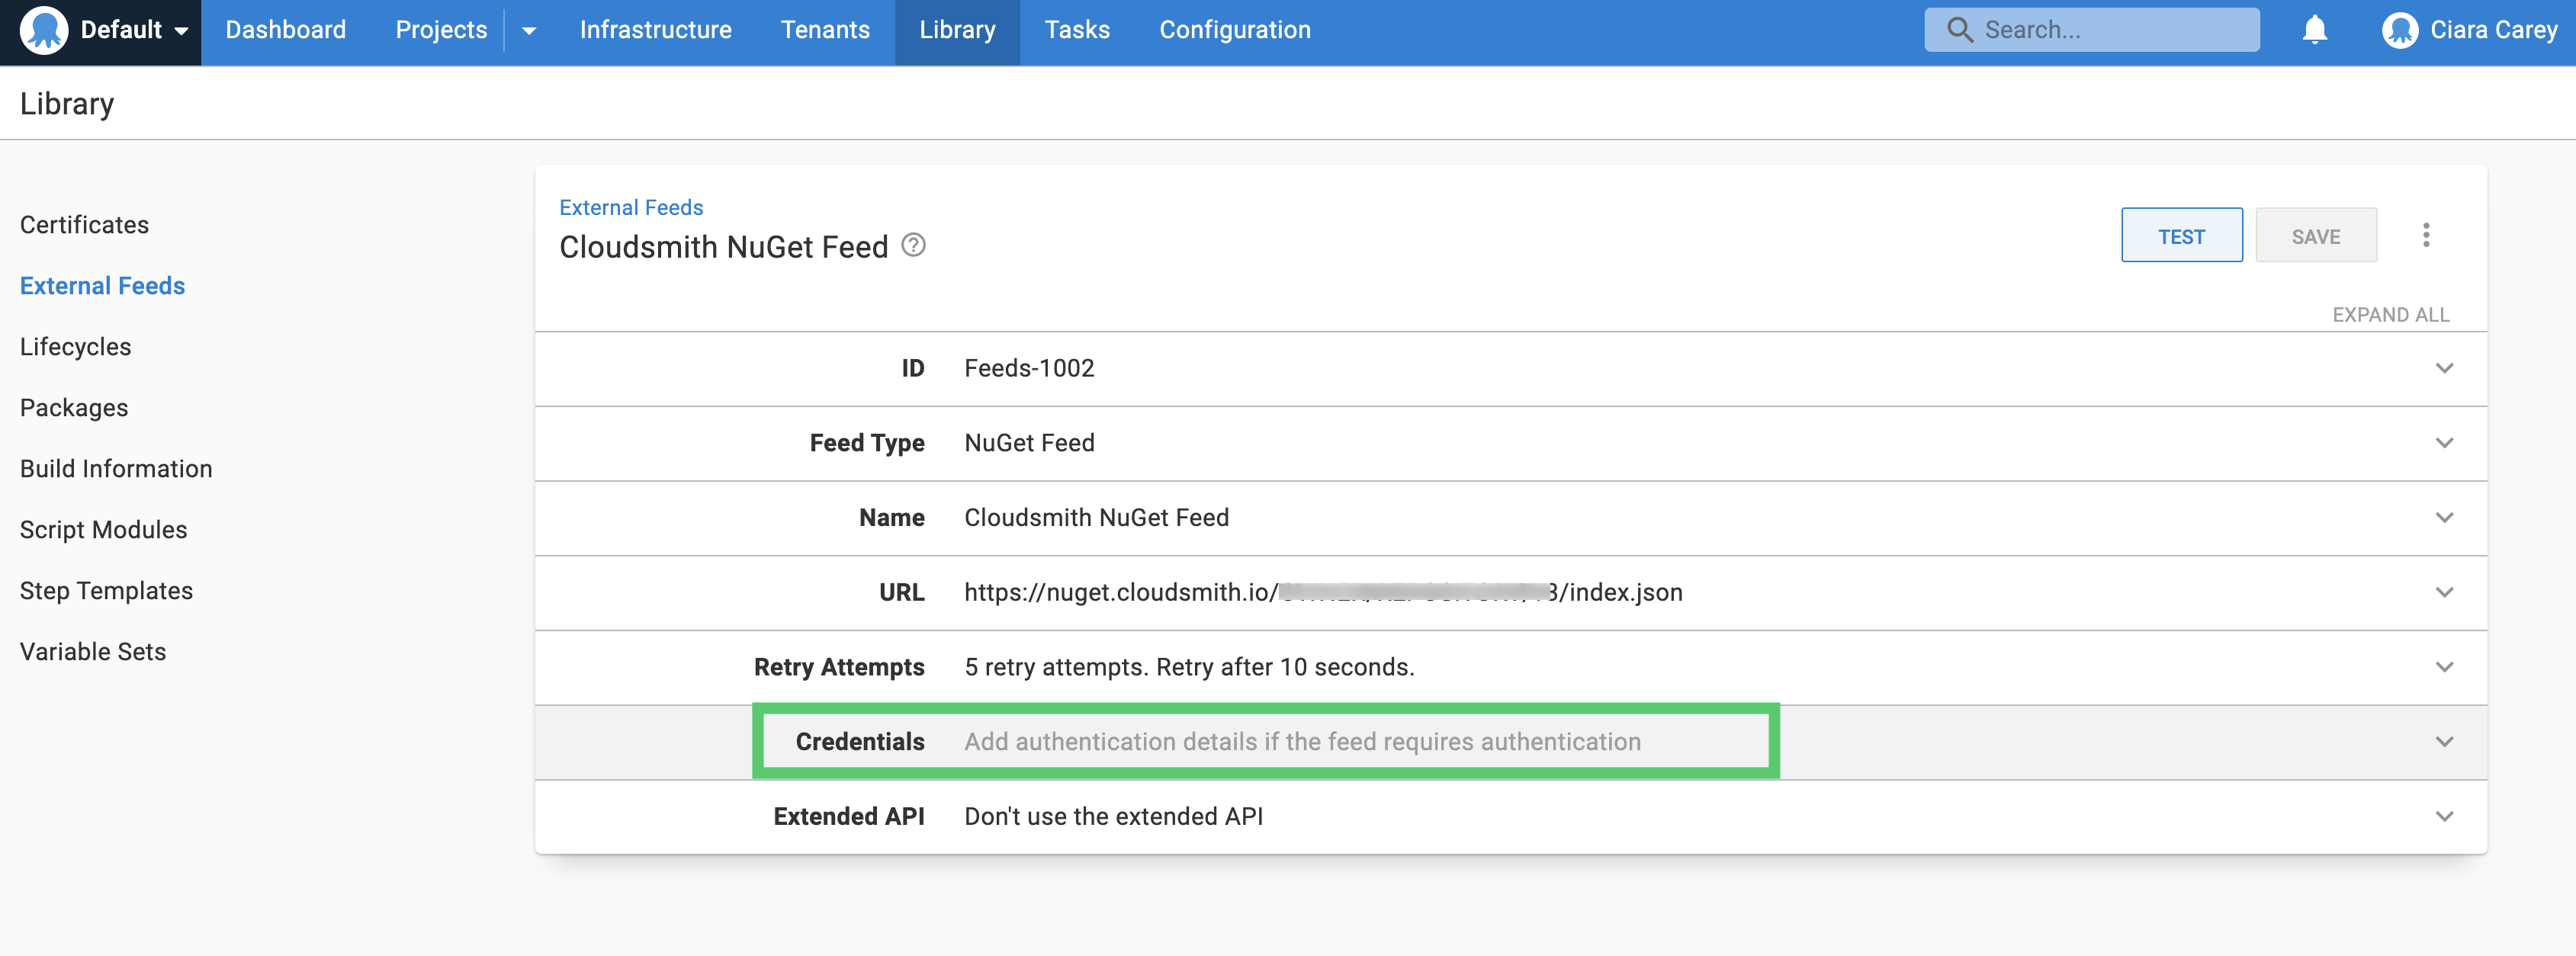 Default Dashboard Projects Infrastructure Tenants Library Tasks Configuration Search... Ciara Carey
Library
Certificates
External Feeds
Lifecycles
Packages
Build Information
Script Modules
Step Templates
Variable Sets
External Feeds
Cloudsmith NuGet Feed ?
TEST SAVE
EXPAND ALL
ID Feeds-1002
Feed Type NuGet Feed
Name Cloudsmith NuGet Feed
URL https://nuget.cloudsmith.io/ 3/index.json
Retry Attempts 5 retry attempts. Retry after 10 seconds.
Credentials Add authentication details if the feed requires authentication
Extended API Don't use the extended API